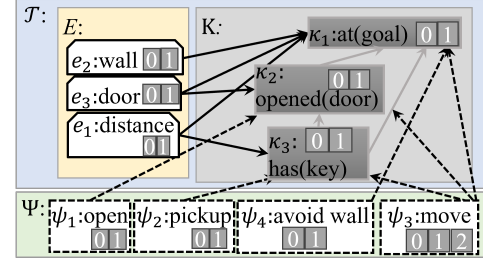 𝒯: E: K:
κ₁:at(goal) 0 1
e₂:wall 0 1
κ₂: 0 1
opened(door)
e₃:door 0 1
e₁:distance
0 1
κ₃: 0 1
has(key)
Ψ: ψ₁:open ψ₂:pickup ψ₄:avoid wall ψ₃:move
0 1 0 1 0 1 0 1 2